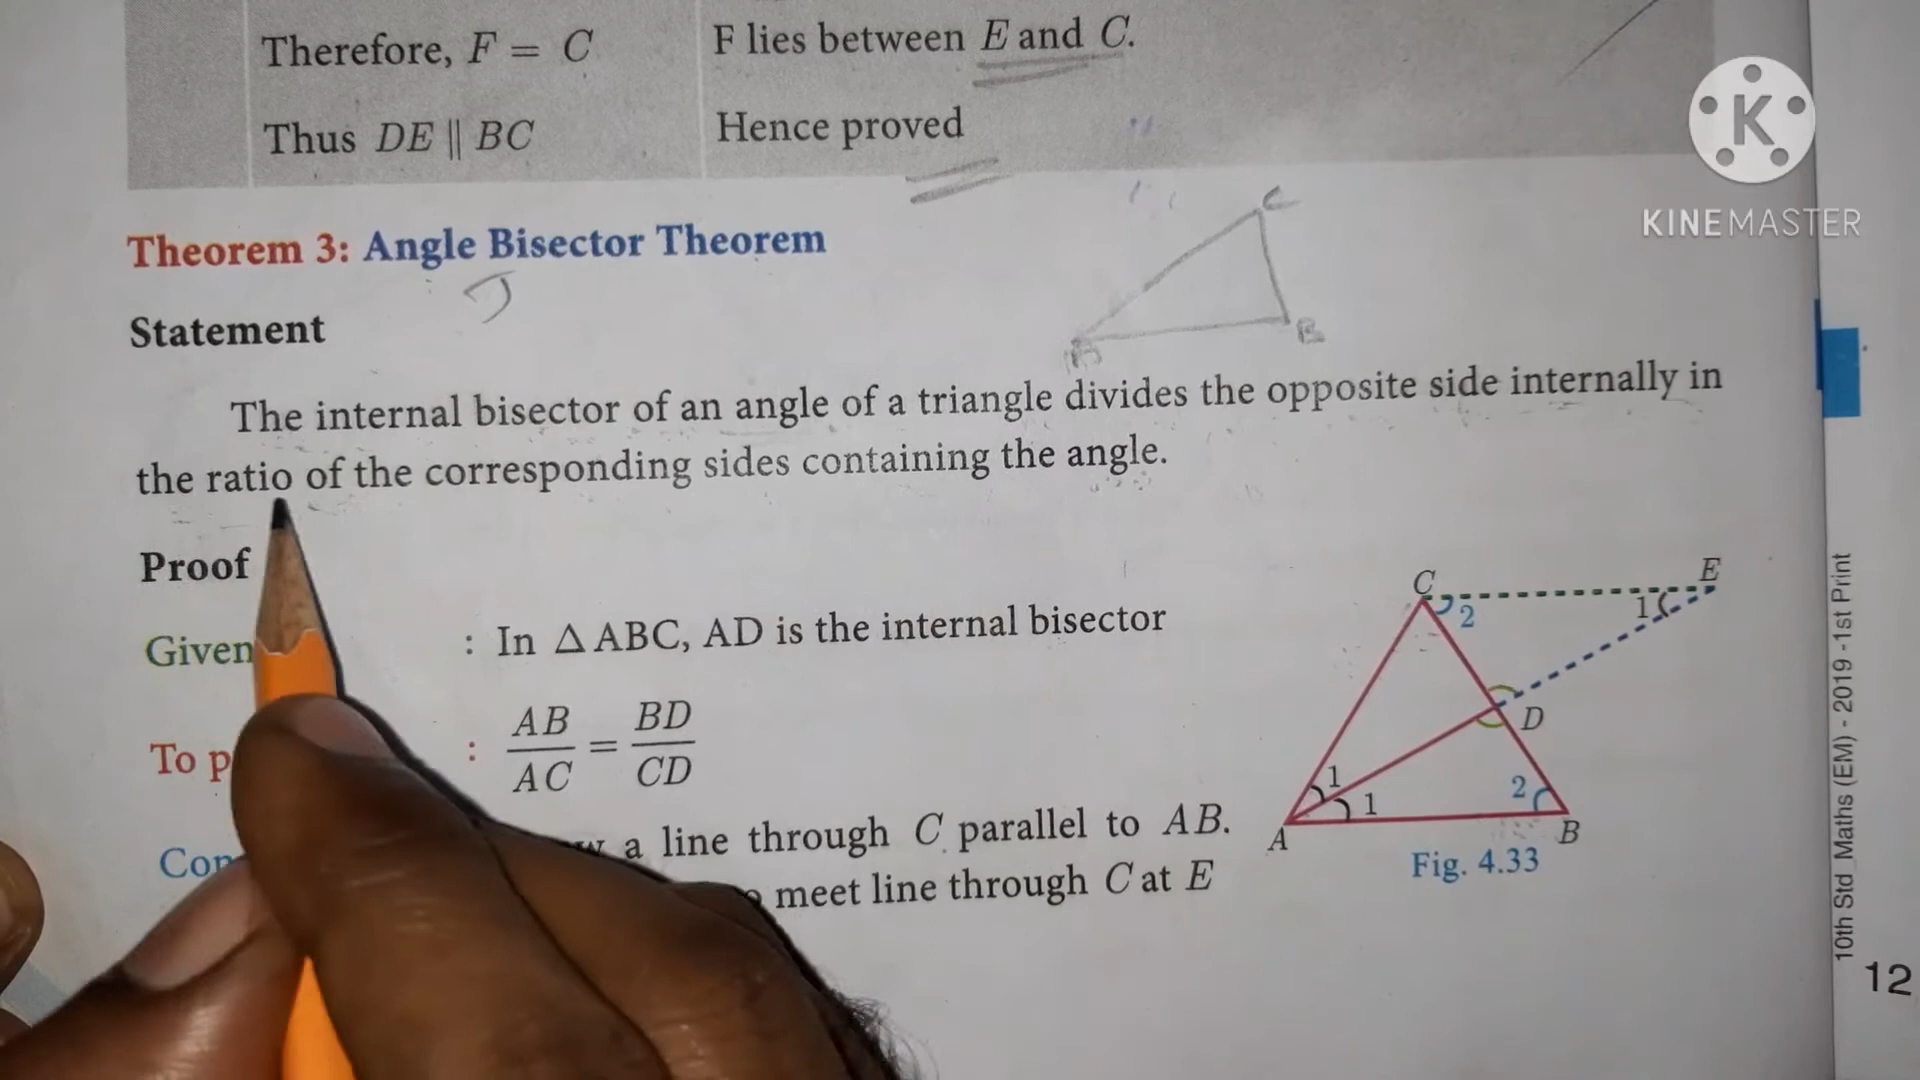 Therefore, F = C
F lies between E and C.
Thus DE || BC
Hence proved
K
KINEMASTER
Theorem 3: Angle Bisector Theorem
C
A
B
Statement
The internal bisector of an angle of a triangle divides the opposite side internally in
the ratio of the corresponding sides containing the angle.
Proof
Given
: In △ ABC, AD is the internal bisector
To p
: AB/AC = BD/CD
Con
a line through C parallel to AB.
meet line through C at E
C
E
2
1
D
1
1
2
A
B
Fig. 4.33
10th Std_Maths (EM) - 2019 -1st Print
12